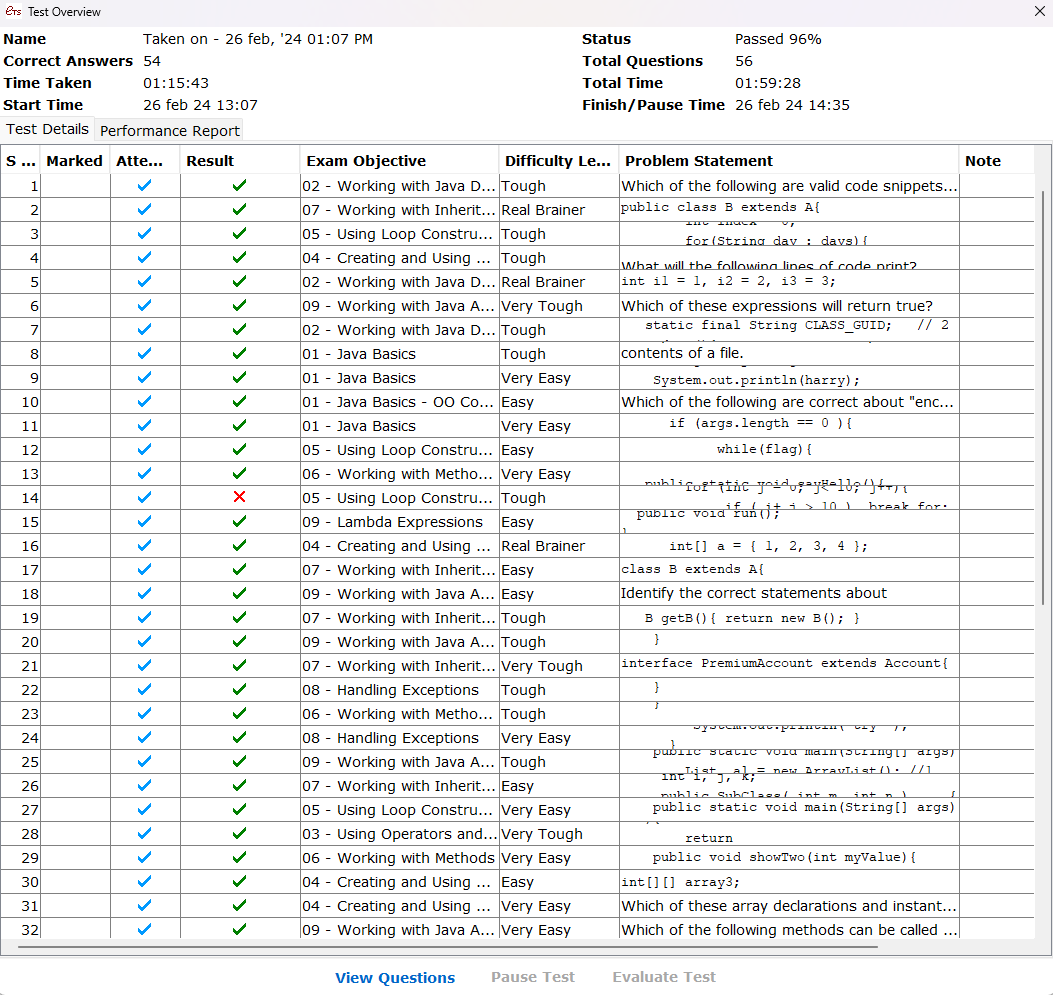 ETS Test Overview
Name Taken on - 26 feb, '24 01:07 PM Status Passed 96%
Correct Answers 54 Total Questions 56
Time Taken 01:15:43 Total Time 01:59:28
Start Time 26 feb 24 13:07 Finish/Pause Time 26 feb 24 14:35
Test Details Performance Report
S ... Marked Atte... Result Exam Objective Difficulty Le... Problem Statement Note
1 02 - Working with Java D... Tough Which of the following are valid code snippets...
2 07 - Working with Inherit... Real Brainer public class B extends A{
3 05 - Using Loop Constru... Tough int index = 0;
for(String day : days){
4 04 - Creating and Using ... Tough What will the following lines of code print?
5 02 - Working with Java D... Real Brainer int i1 = 1, i2 = 2, i3 = 3;
6 09 - Working with Java A... Very Tough Which of these expressions will return true?
7 02 - Working with Java D... Tough static final String CLASS_GUID; // 2
8 01 - Java Basics Tough contents of a file.
9 01 - Java Basics Very Easy System.out.println(harry);
10 01 - Java Basics - OO Co... Easy Which of the following are correct about "enc...
11 01 - Java Basics Very Easy if (args.length == 0 ){
12 05 - Using Loop Constru... Easy while(flag){
13 06 - Working with Metho... Very Easy public static void sayHello(){
14 05 - Using Loop Constru... Tough for (int j = 0; j< 10; j++){
if ( i+ j > 10 ) break for;
15 09 - Lambda Expressions Easy public void run();
}
16 04 - Creating and Using ... Real Brainer int[] a = { 1, 2, 3, 4 };
17 07 - Working with Inherit... Easy class B extends A{
18 09 - Working with Java A... Easy Identify the correct statements about
19 07 - Working with Inherit... Tough B getB(){ return new B(); }
20 09 - Working with Java A... Tough }
21 07 - Working with Inherit... Very Tough interface PremiumAccount extends Account{
22 08 - Handling Exceptions Tough }
23 06 - Working with Metho... Tough }
24 08 - Handling Exceptions Very Easy System.out.println("try");
}
25 09 - Working with Java A... Tough public static void main(String[] args)
List al = new ArrayList(); //1
26 07 - Working with Inherit... Easy int i, j, k;
public SubClass( int m, int n ) {
27 05 - Using Loop Constru... Very Easy public static void main(String[] args)
{
28 03 - Using Operators and... Very Tough return
29 06 - Working with Methods Very Easy public void showTwo(int myValue){
30 04 - Creating and Using ... Easy int[][] array3;
31 04 - Creating and Using ... Very Easy Which of these array declarations and instant...
32 09 - Working with Java A... Very Easy Which of the following methods can be called ...
View Questions Pause Test Evaluate Test